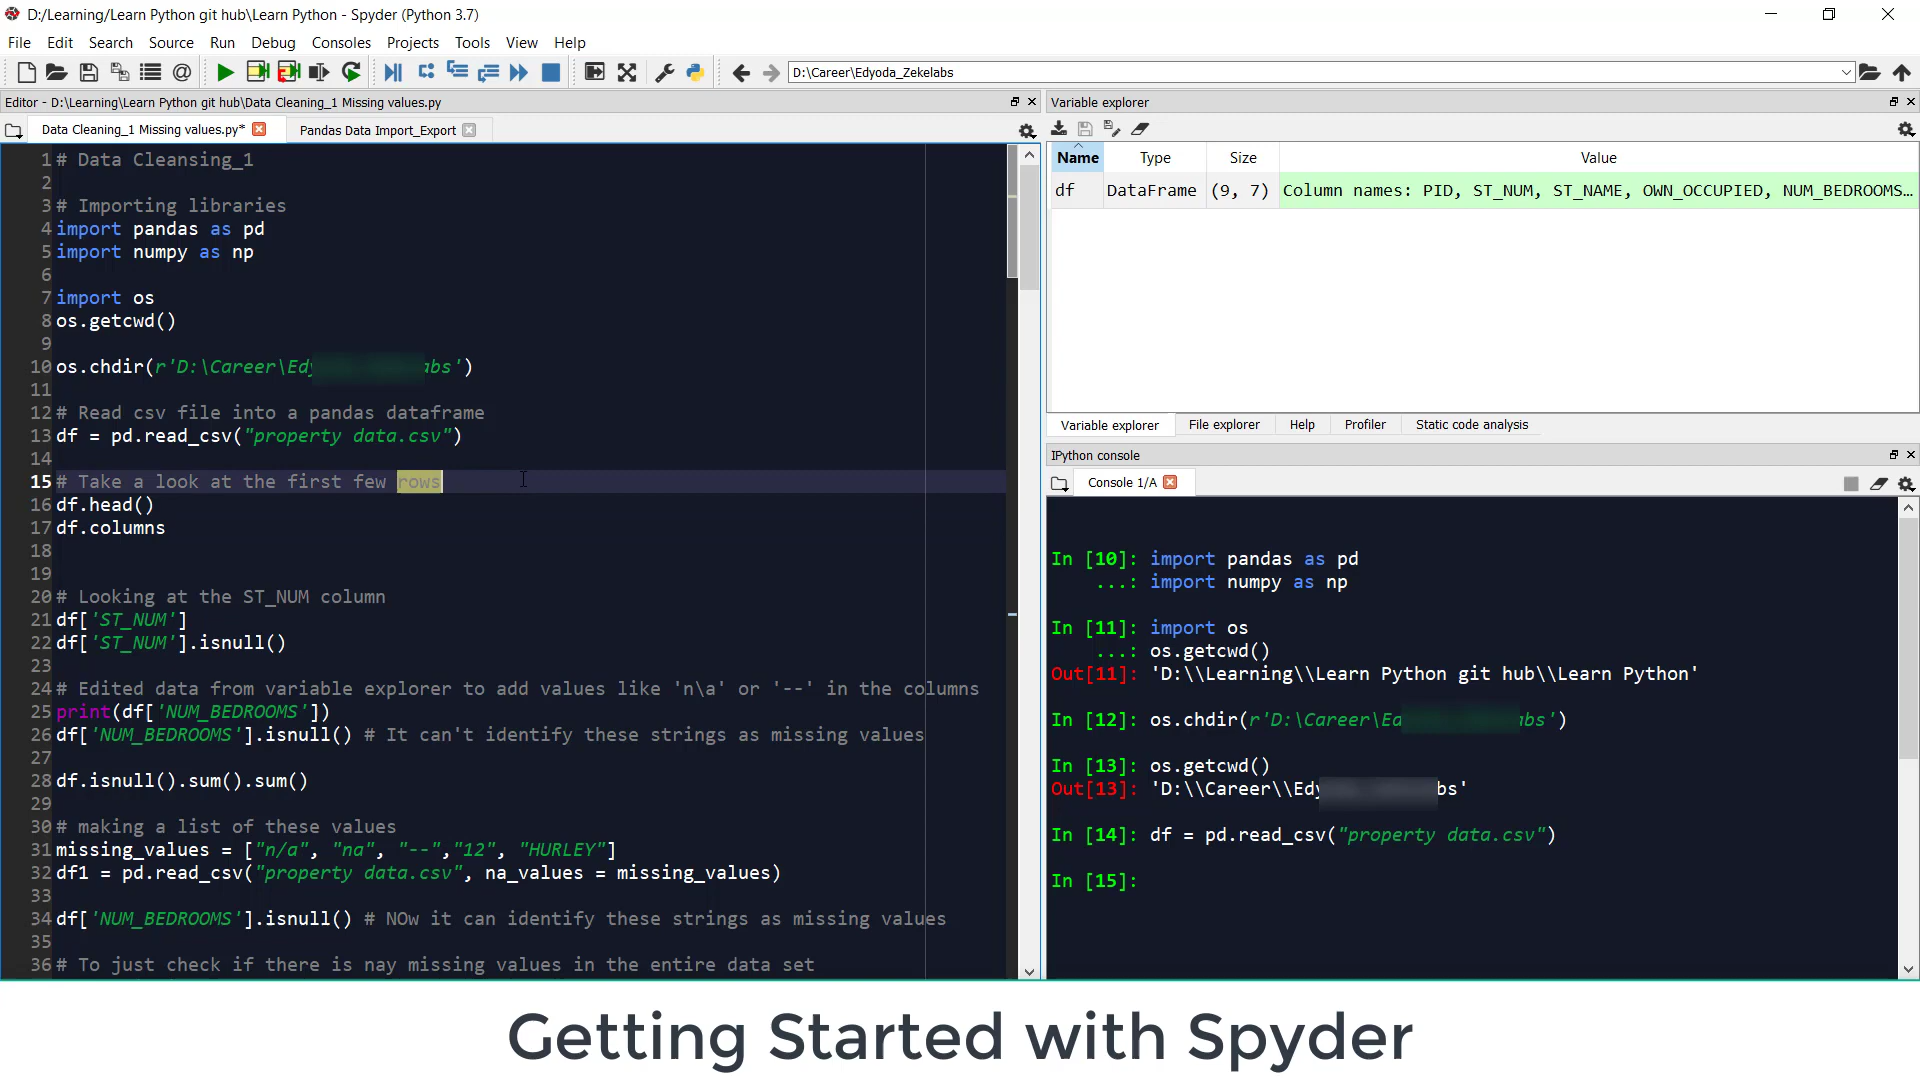 D:/Learning/Learn Python git hub\Learn Python - Spyder (Python 3.7)
File Edit Search Source Run Debug Consoles Projects Tools View Help
D:\Career\Edyoda_Zekelabs
Editor - D:\Learning\Learn Python git hub\Data Cleaning_1 Missing values.py
Data Cleaning_1 Missing values.py* Pandas Data Import_Export
1 # Data Cleansing_1
2
3 # Importing libraries
4 import pandas as pd
5 import numpy as np
6
7 import os
8 os.getcwd()
9
10 os.chdir(r'D:\Career\Edy abs')
11
12 # Read csv file into a pandas dataframe
13 df = pd.read_csv("property data.csv")
14
15 # Take a look at the first few rows
16 df.head()
17 df.columns
18
19
20 # Looking at the ST_NUM column
21 df['ST_NUM']
22 df['ST_NUM'].isnull()
23
24 # Edited data from variable explorer to add values like 'n\a' or '--' in the columns
25 print(df['NUM_BEDROOMS'])
26 df['NUM_BEDROOMS'].isnull() # It can't identify these strings as missing values
27
28 df.isnull().sum().sum()
29
30 # making a list of these values
31 missing_values = ["n/a", "na", "--","12", "HURLEY"]
32 df1 = pd.read_csv("property data.csv", na_values = missing_values)
33
34 df['NUM_BEDROOMS'].isnull() # NOw it can identify these strings as missing values
35
36 # To just check if there is nay missing values in the entire data set
Variable explorer
Name Type Size Value
df DataFrame (9, 7) Column names: PID, ST_NUM, ST_NAME, OWN_OCCUPIED, NUM_BEDROOMS...
Variable explorer File explorer Help Profiler Static code analysis
IPython console
Console 1/A
In [10]: import pandas as pd
...: import numpy as np
In [11]: import os
...: os.getcwd()
Out[11]: 'D:\\Learning\\Learn Python git hub\\Learn Python'
In [12]: os.chdir(r'D:\Career\Ed abs')
In [13]: os.getcwd()
Out[13]: 'D:\\Career\\Edy bs'
In [14]: df = pd.read_csv("property data.csv")
In [15]:
Getting Started with Spyder